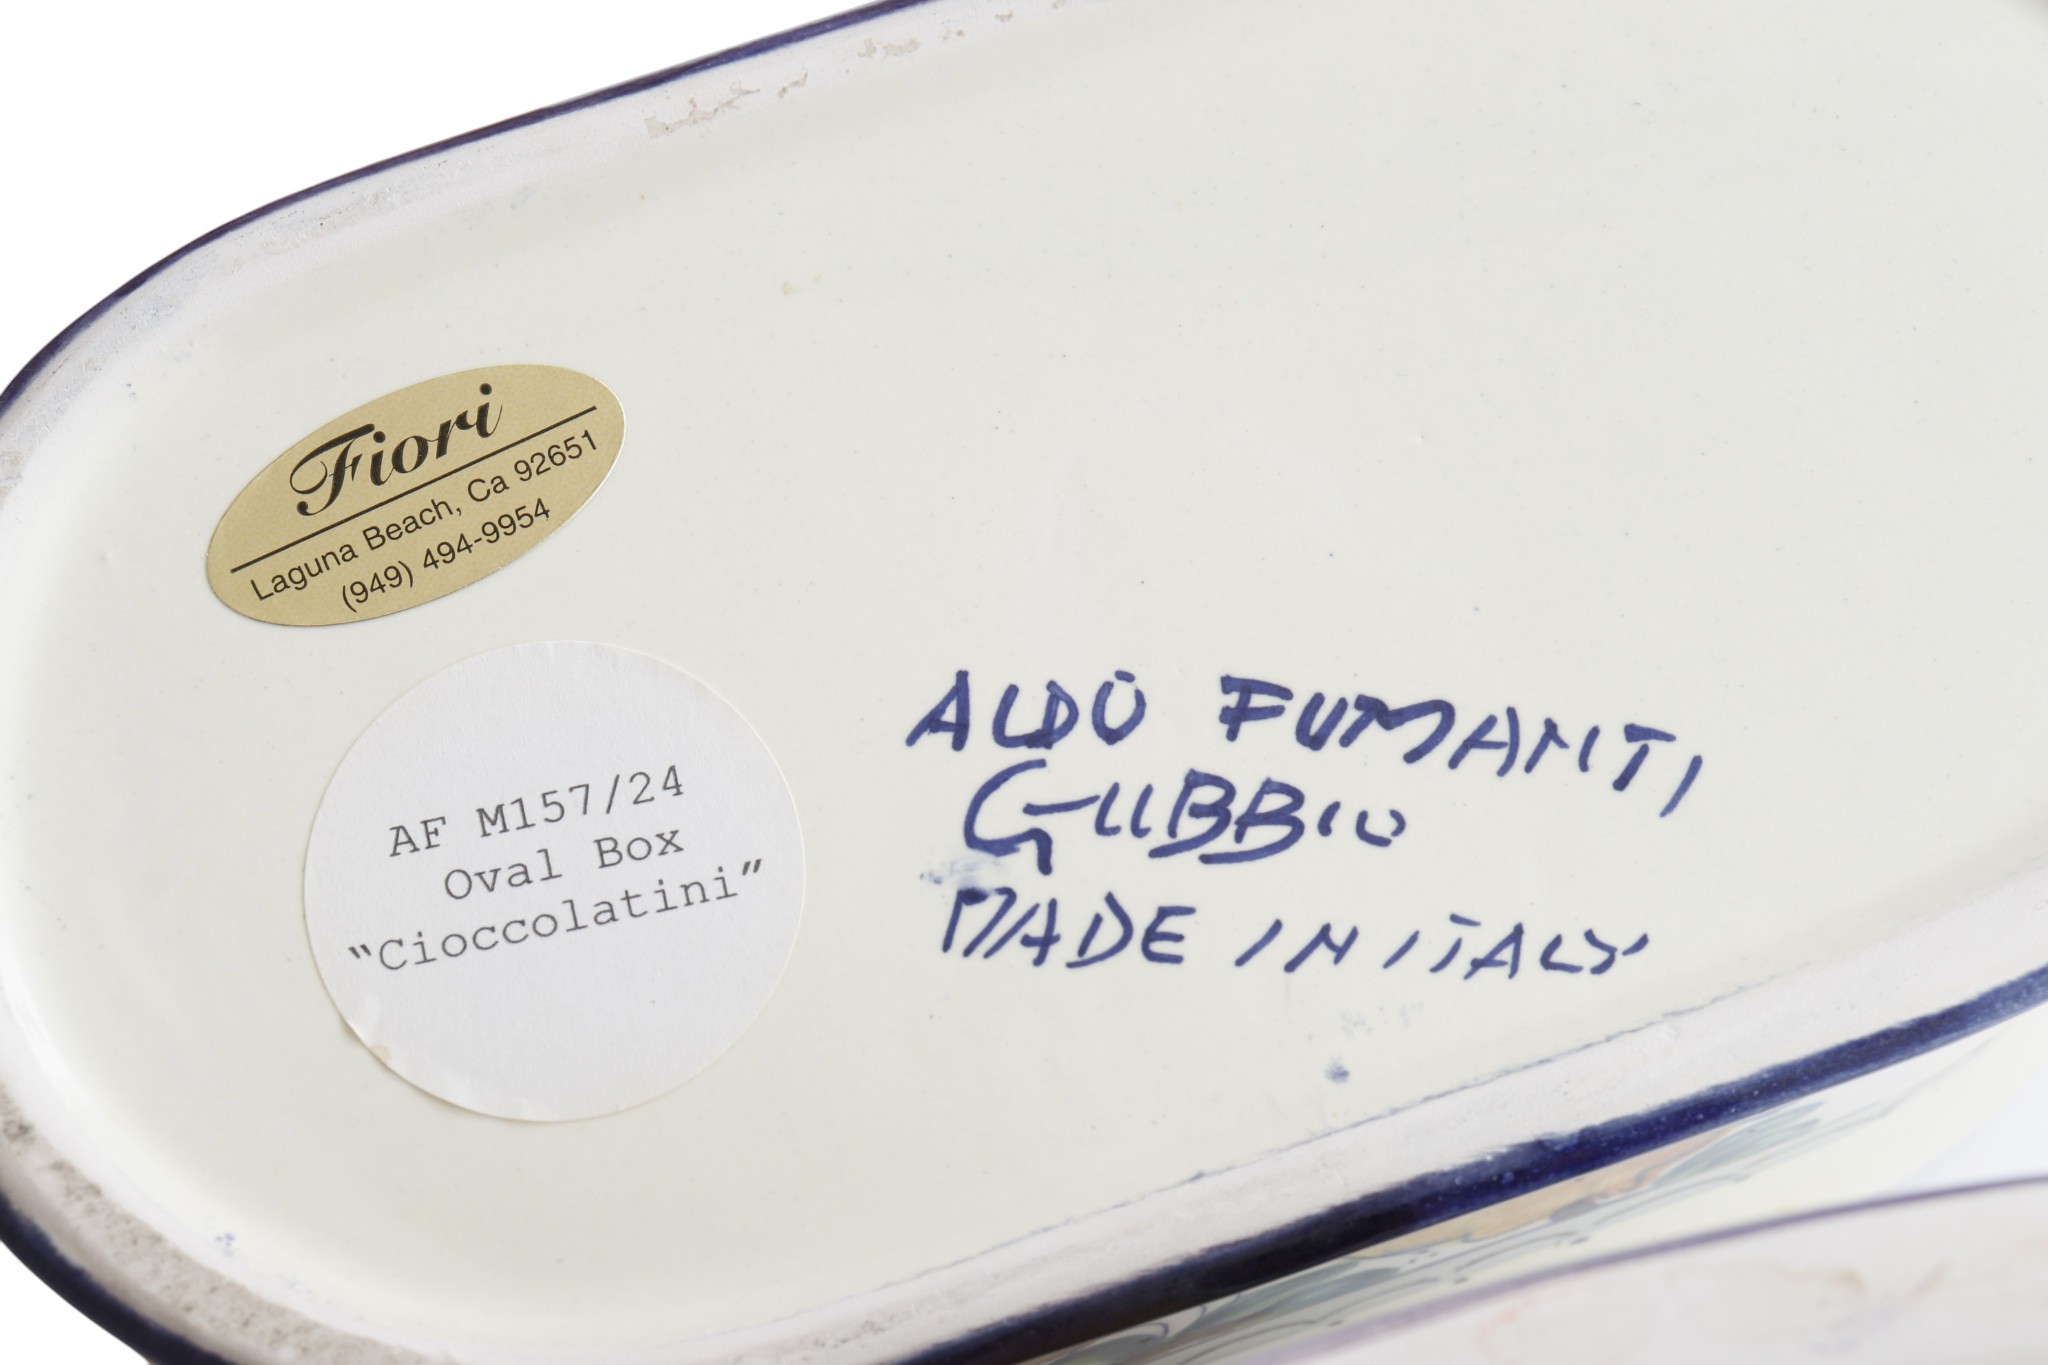 Fiori
Laguna Beach, Ca 92651
(949) 494-9954
AF M157/24
Oval Box
“Cioccolatini”
ALDO FUMANTI
GUBBIO
MADE IN ITALY